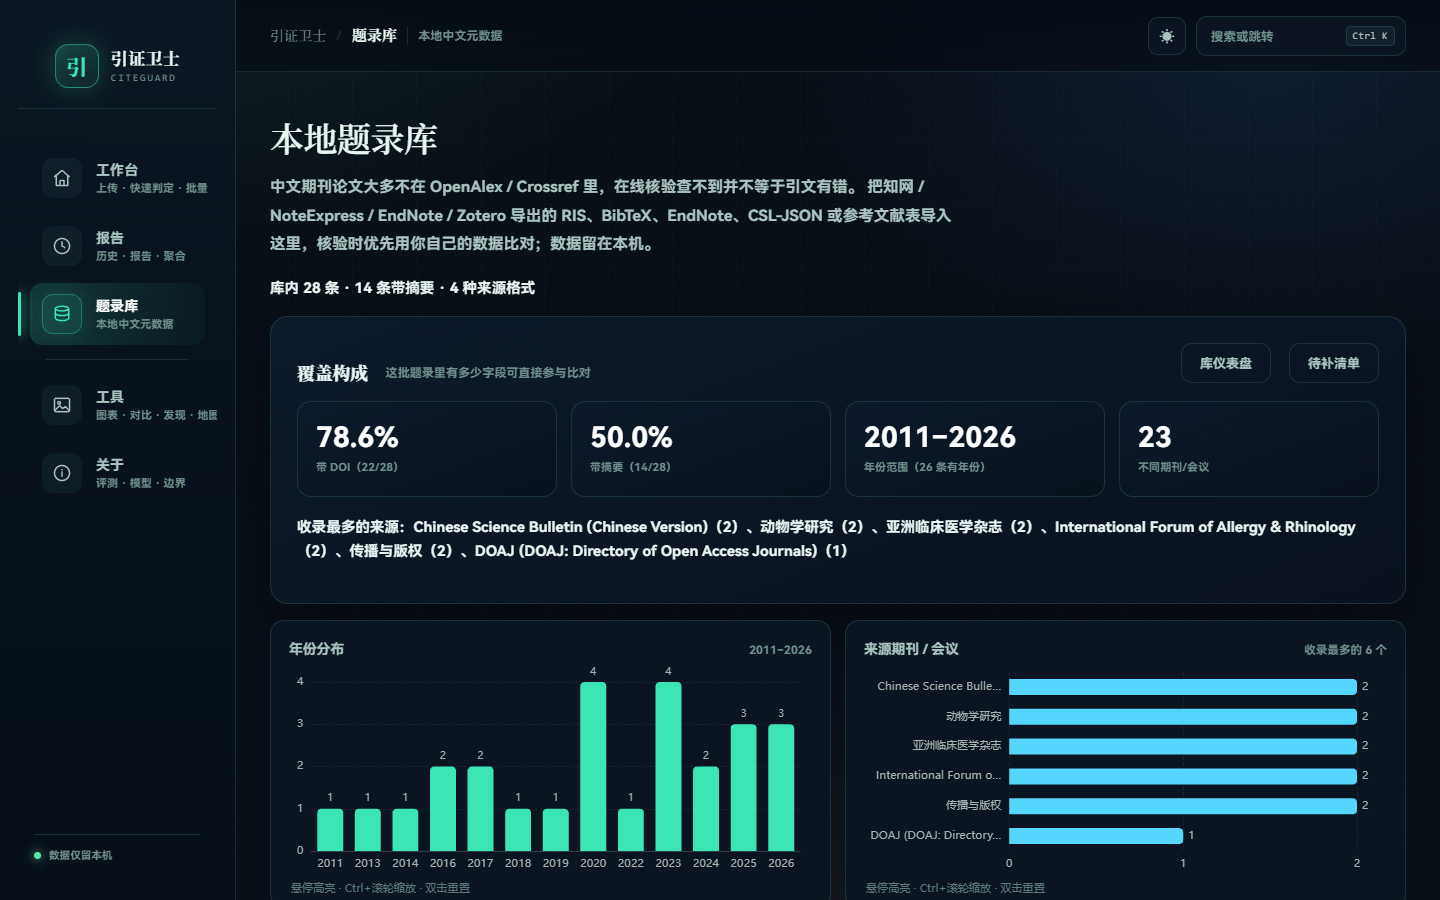 引
引证卫士
CITEGUARD
工作台
上传 · 快速判定 · 批量
报告
历史 · 报告 · 聚合
题录库
本地中文元数据
工具
图表 · 对比 · 发现 · 地图
关于
评测 · 模型 · 边界
数据仅留本机
引证卫士 / 题录库 本地中文元数据
搜索或跳转 Ctrl K
本地题录库
中文期刊论文大多不在 OpenAlex / Crossref 里，在线核验查不到并不等于引文有错。 把知网 /
NoteExpress / EndNote / Zotero 导出的 RIS、BibTeX、EndNote、CSL-JSON 或参考文献表导入
这里，核验时优先用你自己的数据比对；数据留在本机。
库内 28 条 · 14 条带摘要 · 4 种来源格式
覆盖构成 这批题录里有多少字段可直接参与比对
库仪表盘 待补清单
78.6%
带 DOI（22/28）
50.0%
带摘要（14/28）
2011–2026
年份范围（26 条有年份）
23
不同期刊/会议
收录最多的来源：Chinese Science Bulletin (Chinese Version)（2）、动物学研究（2）、亚洲临床医学杂志（2）、International Forum of Allergy & Rhinology
（2）、传播与版权（2）、DOAJ (DOAJ: Directory of Open Access Journals)（1）
年份分布 2011–2026
4 4
4
3 3
3
2 2 2
2
1 1 1 1 1 1
1
0
2011 2013 2014 2016 2017 2018 2019 2020 2022 2023 2024 2025 2026
悬停高亮 · Ctrl+滚轮缩放 · 双击重置
来源期刊 / 会议 收录最多的 6 个
Chinese Science Bulle... 2
动物学研究 2
亚洲临床医学杂志 2
International Forum o... 2
传播与版权 2
DOAJ (DOAJ: Directory... 1
0 1 2
悬停高亮 · Ctrl+滚轮缩放 · 双击重置